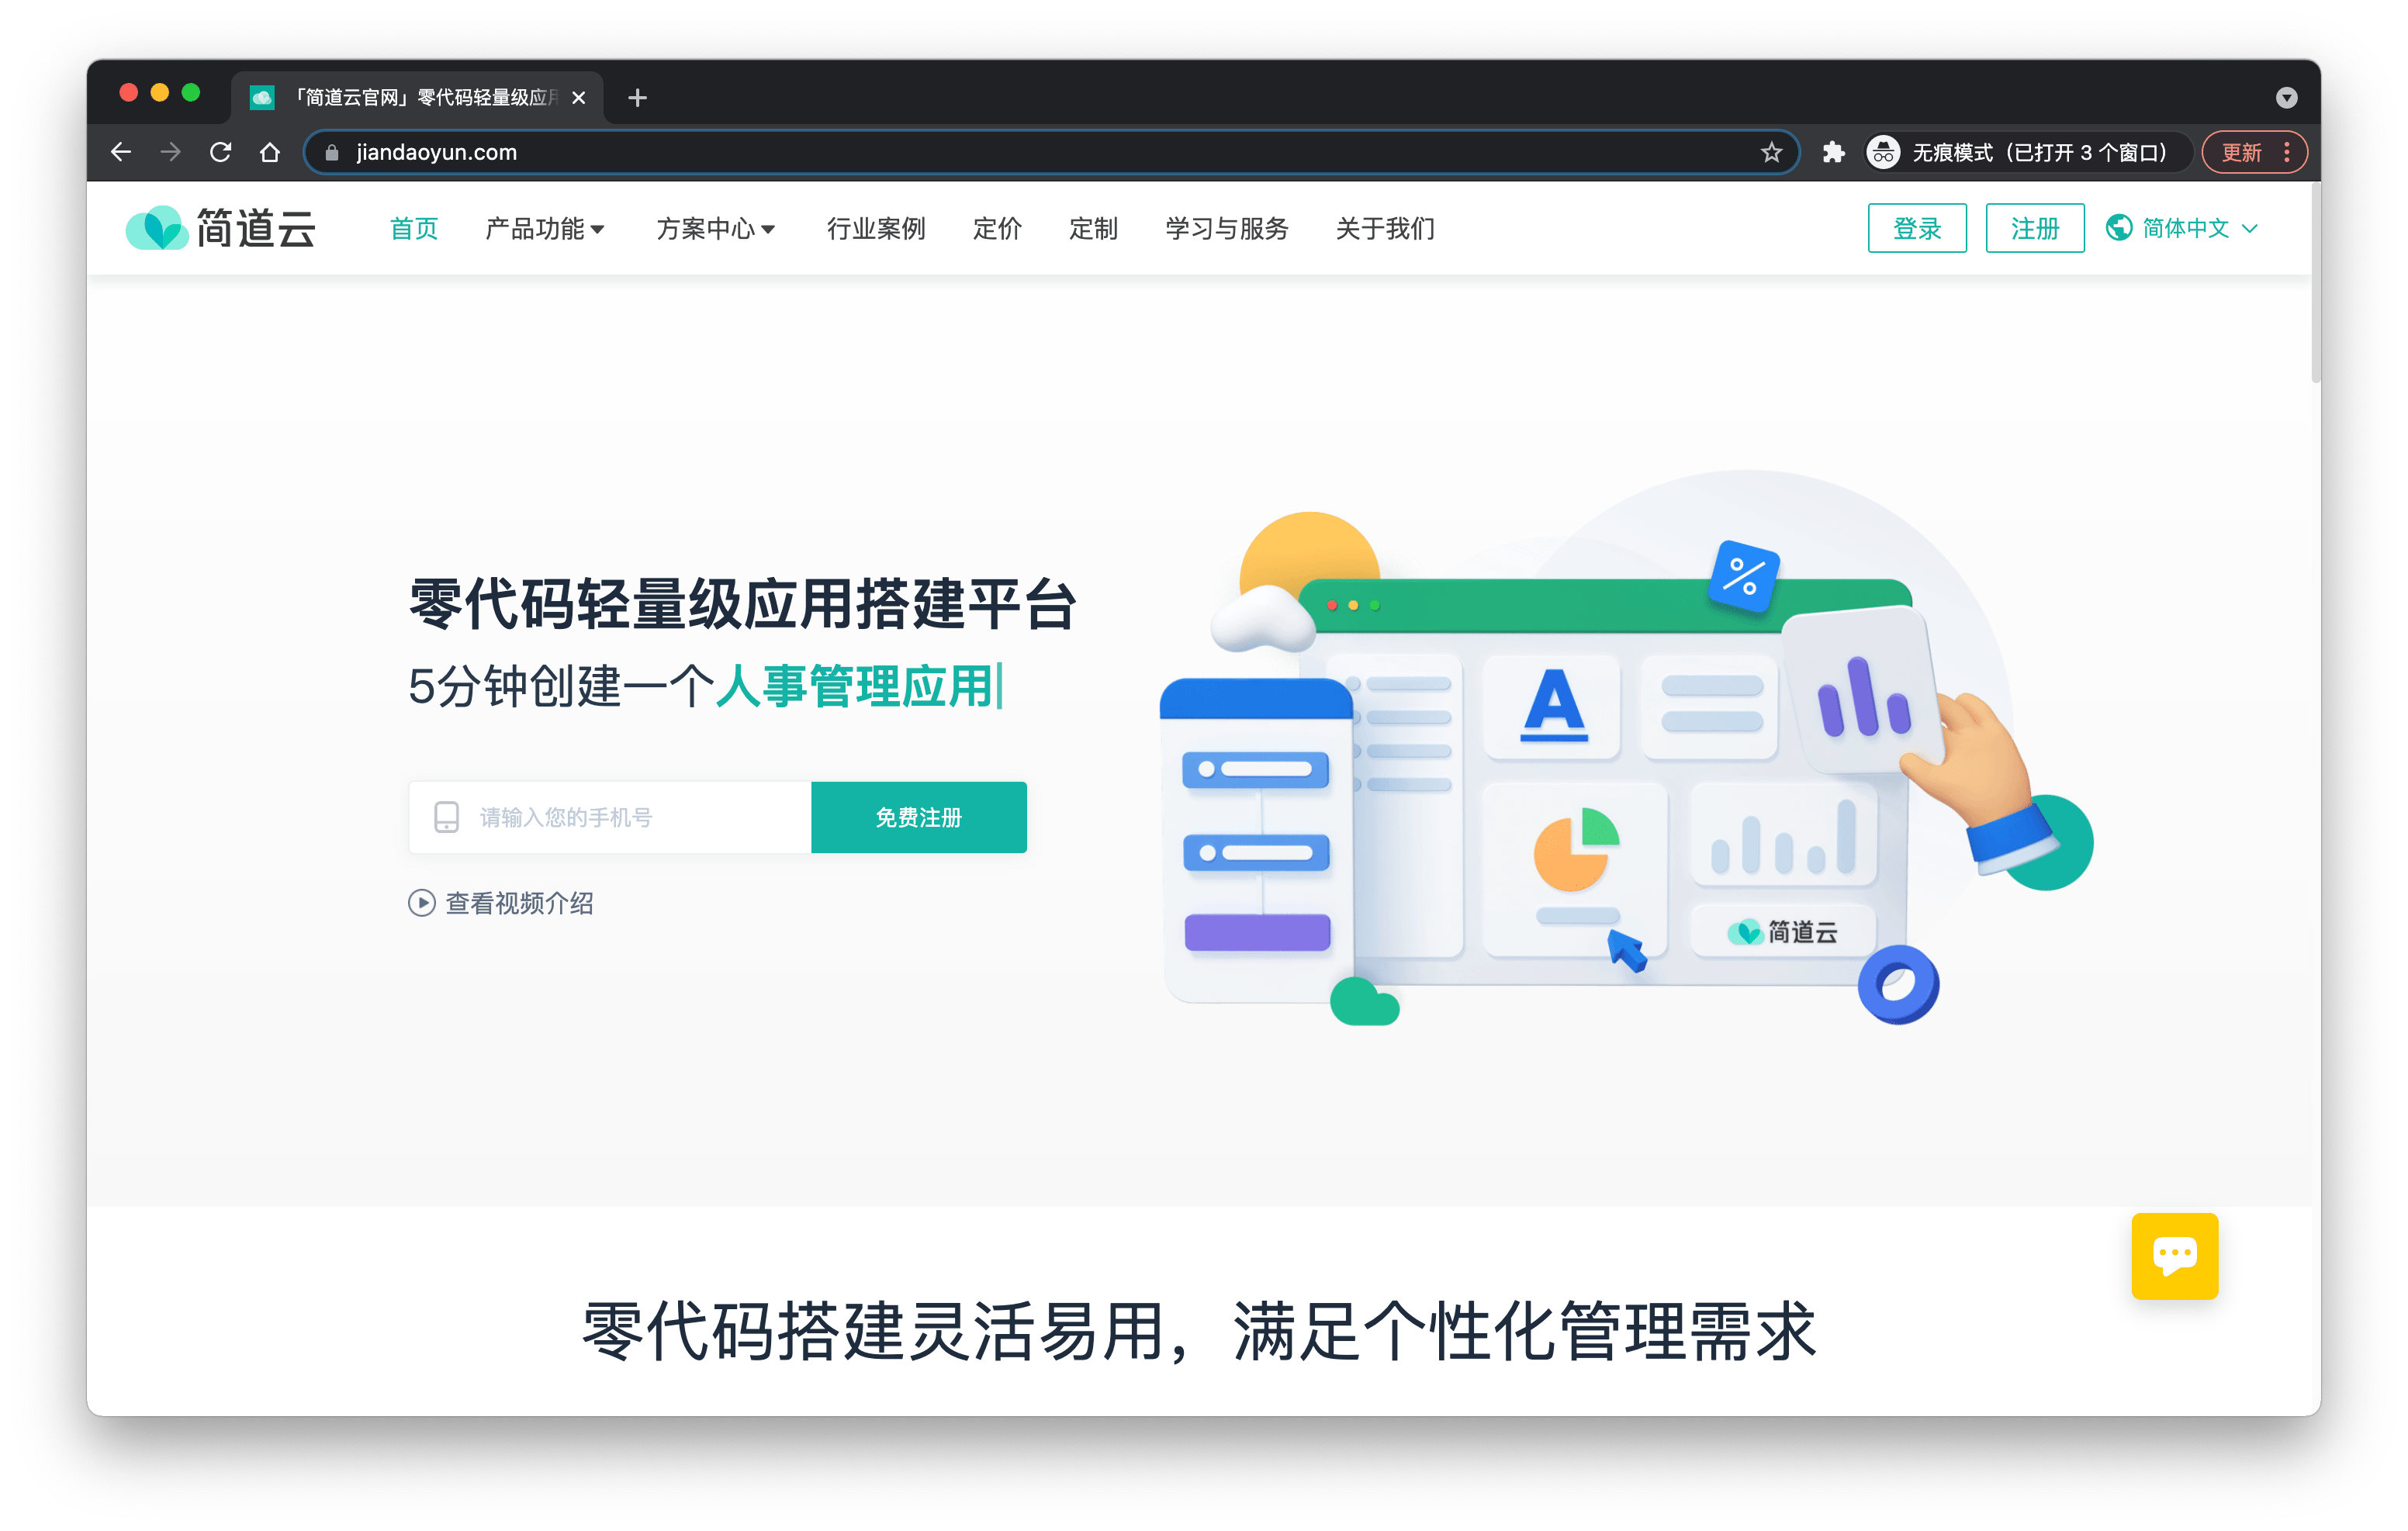 「简道云官网」零代码轻量级应用
jiandaoyun.com
无痕模式（已打开 3 个窗口）
更新
简道云
首页
产品功能
方案中心
行业案例
定价
定制
学习与服务
关于我们
登录
注册
简体中文
零代码轻量级应用搭建平台
5分钟创建一个人事管理应用
请输入您的手机号
免费注册
查看视频介绍
A
%
简道云
零代码搭建灵活易用，满足个性化管理需求